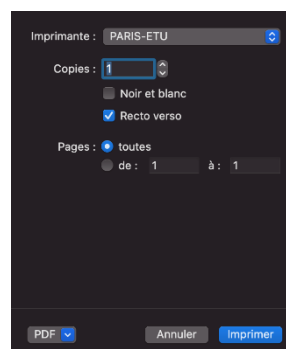 Imprimante : PARIS-ETU
Copies : 1
Noir et blanc
Recto verso
Pages : toutes
de : 1 à : 1
PDF Annuler Imprimer